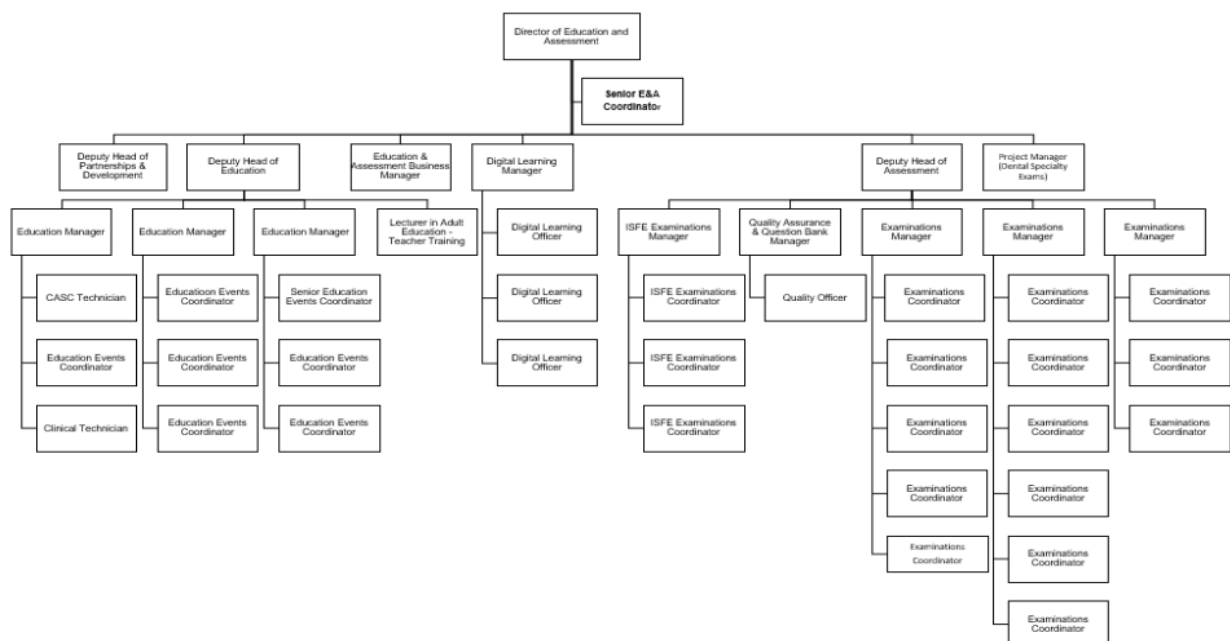 Director of Education and
Assessment
Senior E&A
Coordinator
Deputy Head of
Partnerships &
Development
Deputy Head of
Education
Education &
Assessment Business
Manager
Digital Learning
Manager
Deputy Head of
Assessment
Project Manager
(Dental Specialty
Exams)
Education Manager
Education Manager
Education Manager
Lecturer in Adult
Education -
Teacher Training
Digital Learning
Officer
ISFE Examinations
Manager
Quality Assurance
& Question Bank
Manager
Examinations
Manager
Examinations
Manager
Examinations
Manager
CASC Technician
Educatioon Events
Coordinator
Senior Education
Events Coordinator
Digital Learning
Officer
ISFE Examinations
Coordinator
Quality Officer
Examinations
Coordinator
Examinations
Coordinator
Examinations
Coordinator
Education Events
Coordinator
Education Events
Coordinator
Education Events
Coordinator
Digital Learning
Officer
ISFE Examinations
Coordinator
Examinations
Coordinator
Examinations
Coordinator
Examinations
Coordinator
Clinical Technician
Education Events
Coordinator
Education Events
Coordinator
ISFE Examinations
Coordinator
Examinations
Coordinator
Examinations
Coordinator
Examinations
Coordinator
Examinations
Coordinator
Examinations
Coordinator
Examinations
Coordinator
Examinations
Coordinator
Examinations
Coordinator